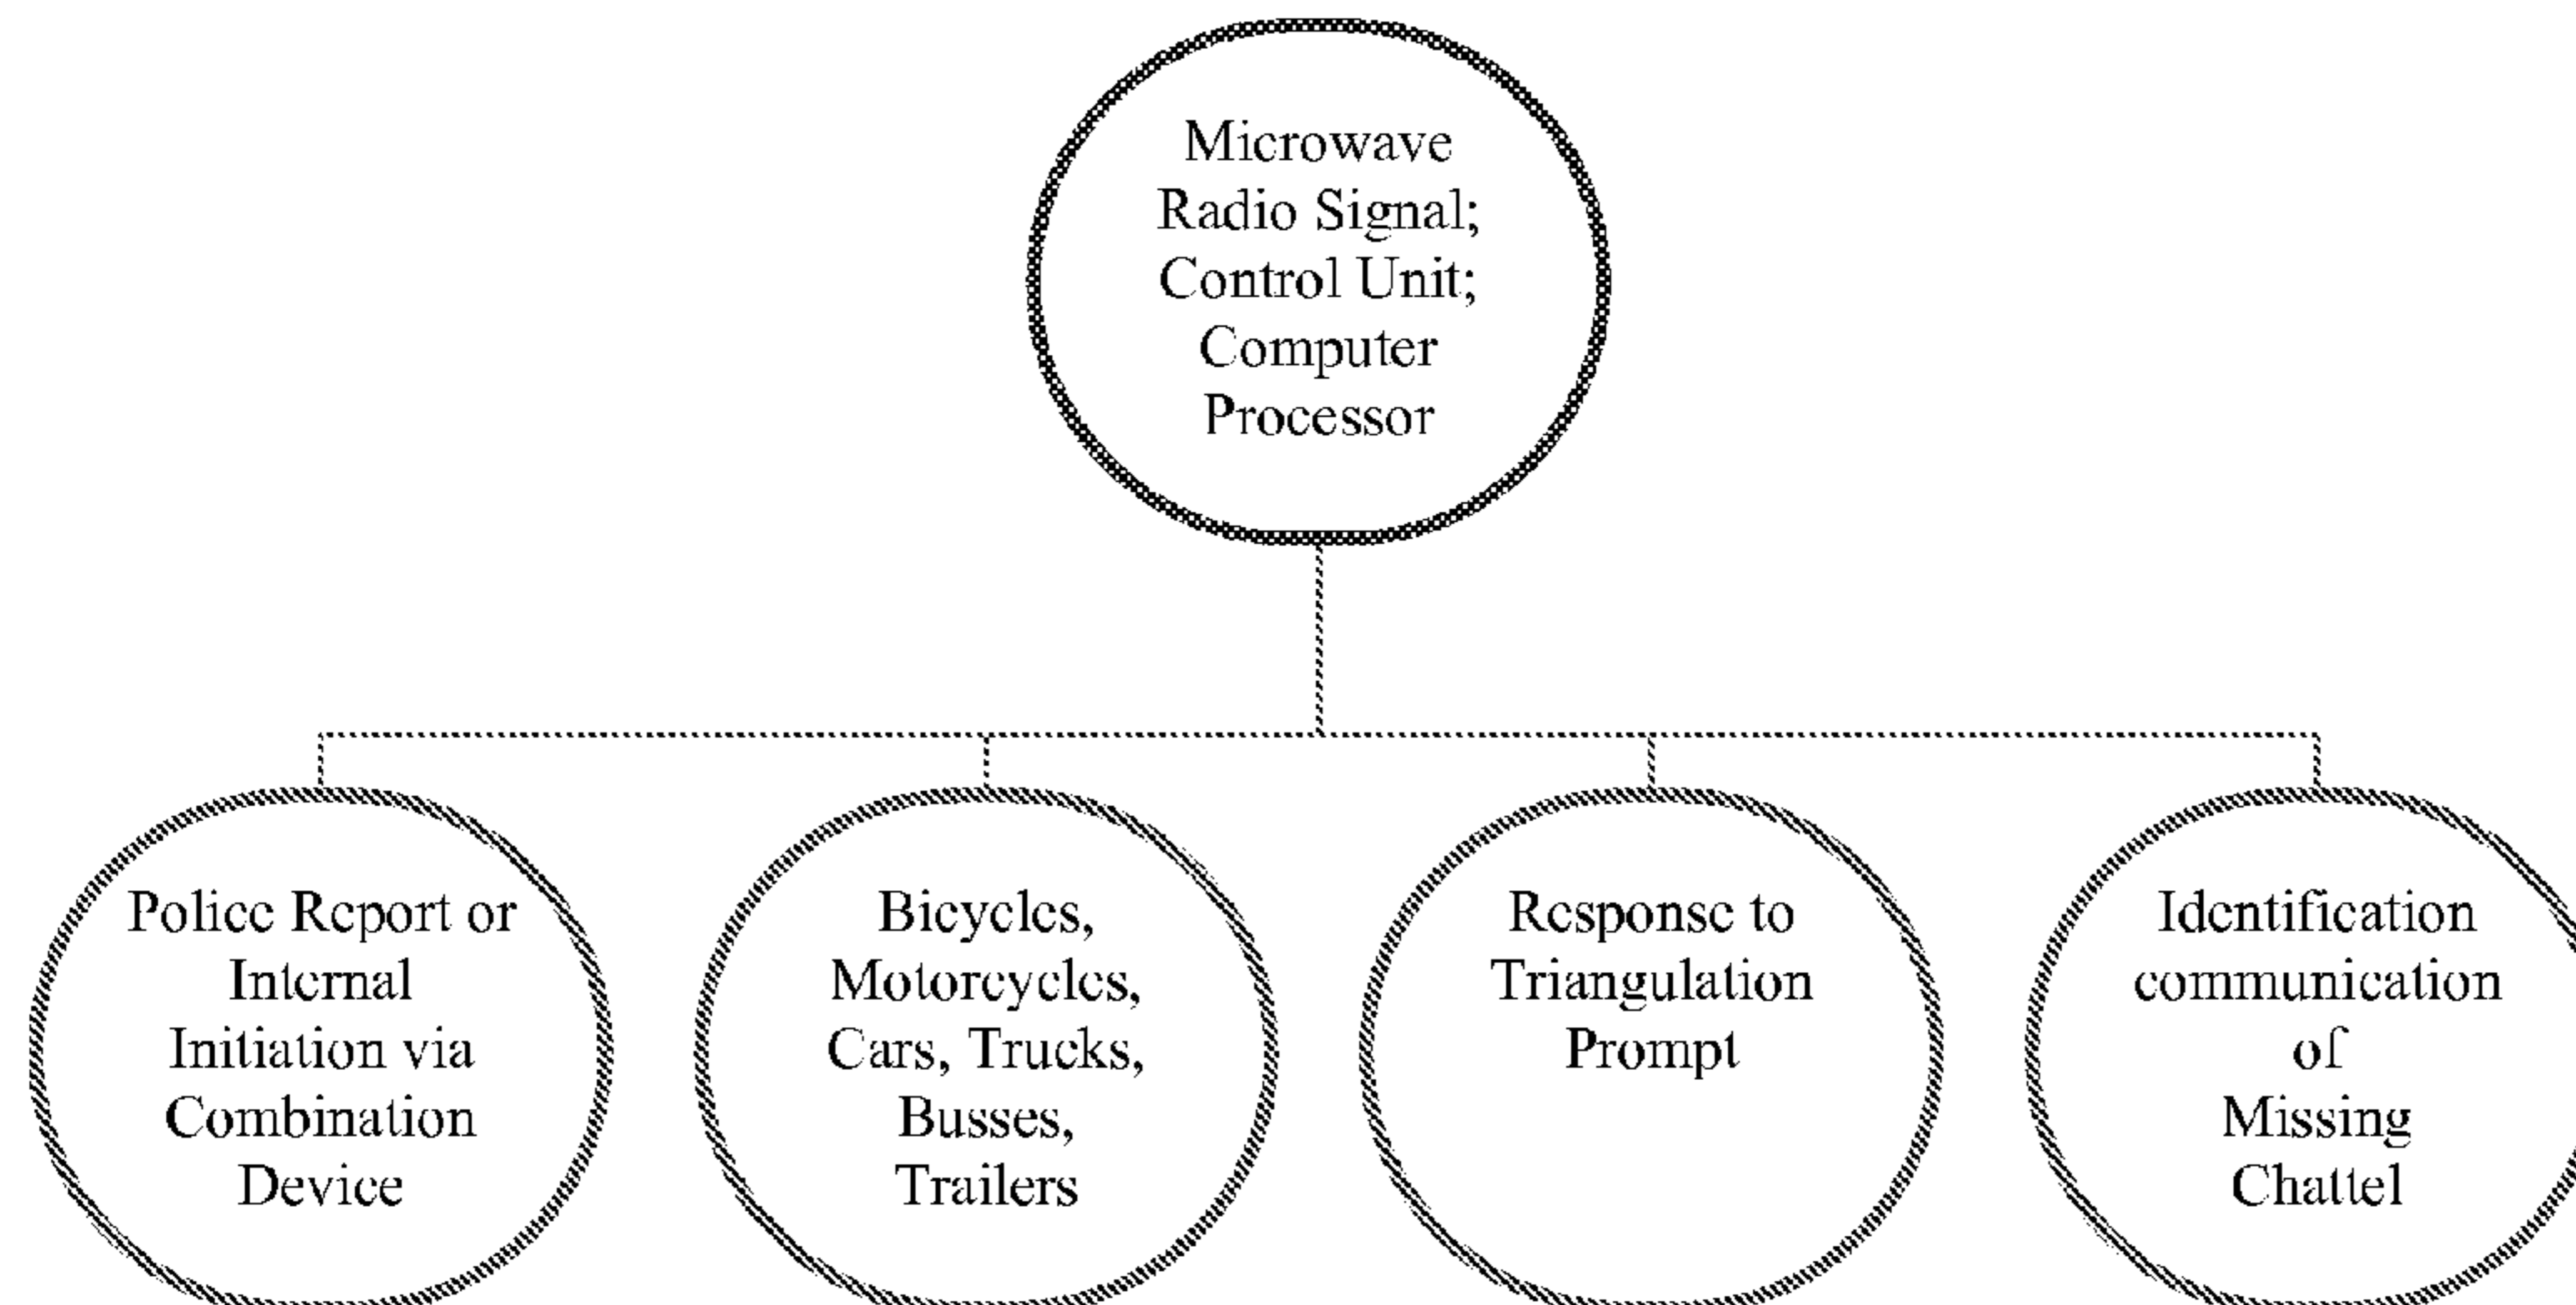 Microwave
Radio Signal;
Control Unit;
Computer
Processor
Police Report or
Internal
Initiation via
Combination
Device
Bicycles,
Motorcycles,
Cars, Trucks,
Busses,
Trailers
Response to
Triangulation
Prompt
Identification
communication
of
Missing
Chattel